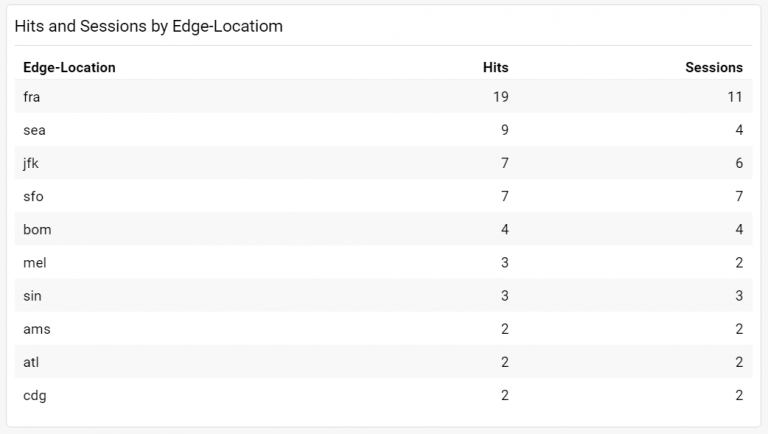 Hits and Sessions by Edge-Locatiom
Edge-Location Hits Sessions
fra 19 11
sea 9 4
jfk 7 6
sfo 7 7
bom 4 4
mel 3 2
sin 3 3
ams 2 2
atl 2 2
cdg 2 2